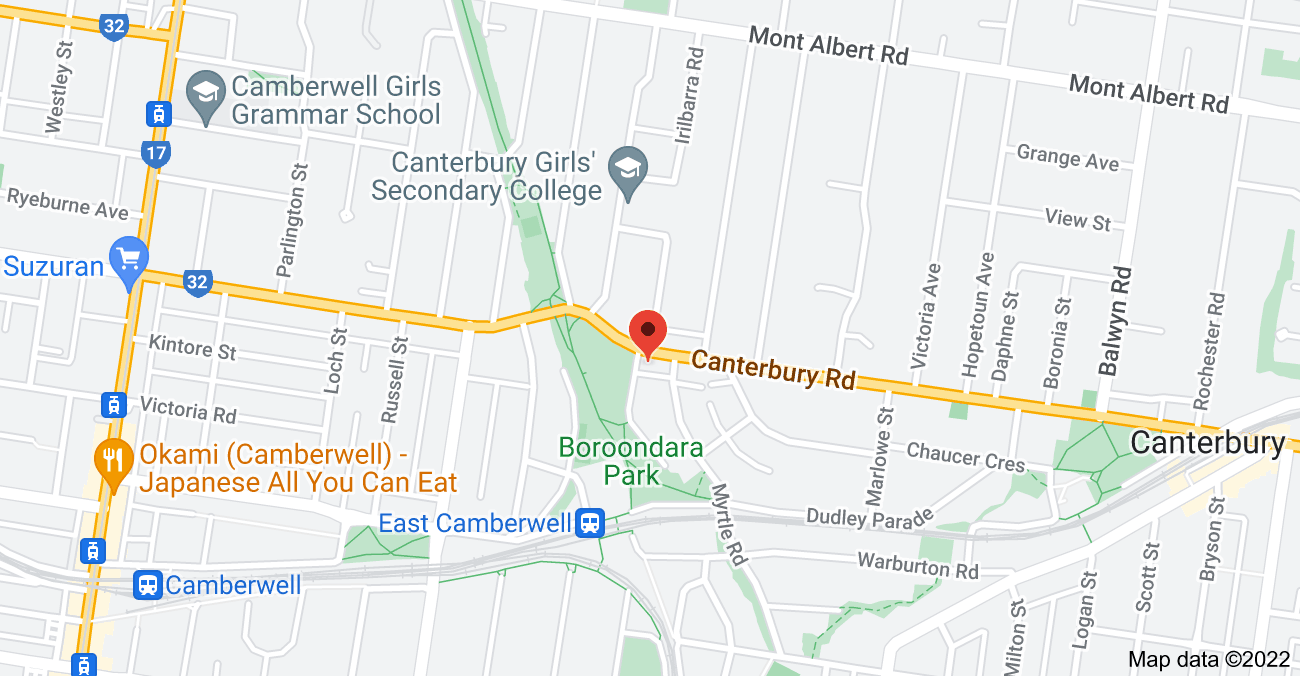 32
Mont Albert Rd
Westley St
Irilbarra Rd
Camberwell Girls
Grammar School
Mont Albert Rd
17
Canterbury Girls'
Secondary College
Grange Ave
Parlington St
Ryeburne Ave
View St
Suzuran
32
Victoria Ave
Hopetoun Ave
Daphne St
Boronia St
Balwyn Rd
Rochester Rd
Kintore St
Loch St
Russell St
Canterbury Rd
Victoria Rd
Marlowe St
Canterbury
Okami (Camberwell) -
Japanese All You Can Eat
Boroondara
Park
Chaucer Cres
East Camberwell
Myrtle Rd
Dudley Parade
Bryson St
Camberwell
Warburton Rd
Scott St
Logan St
Milton St
Map data ©2022